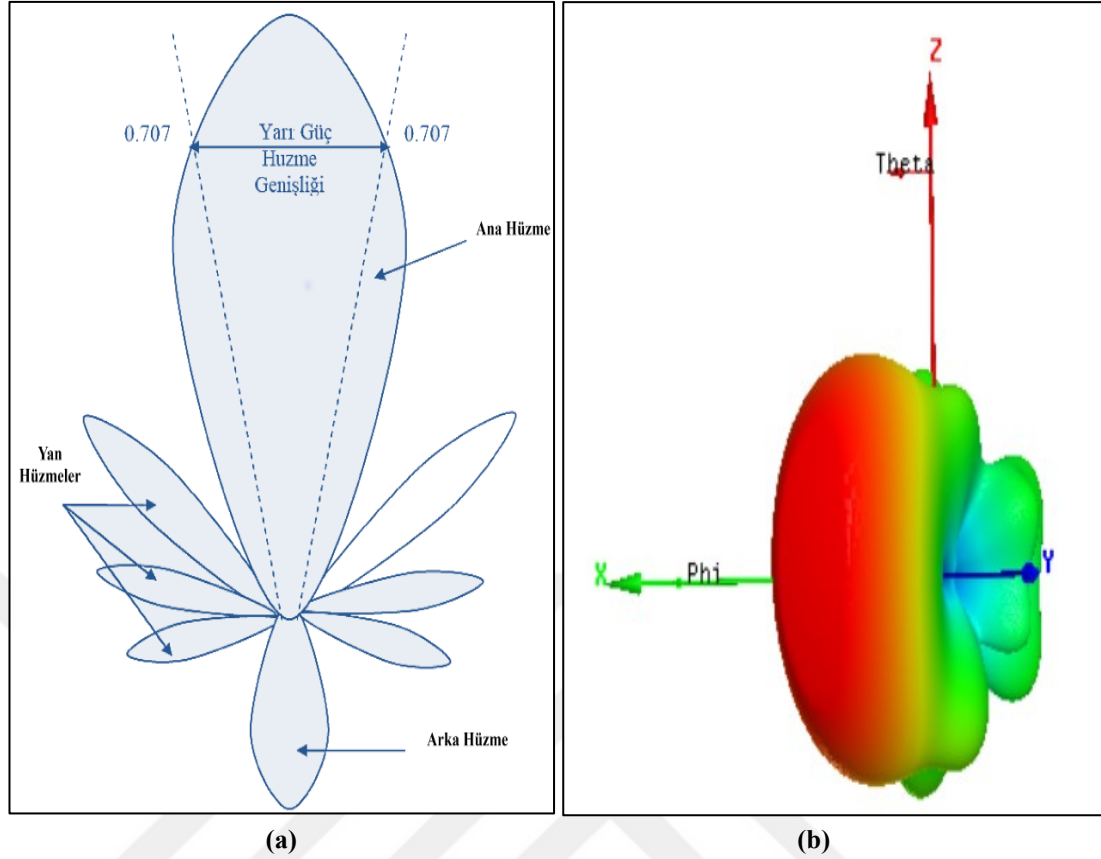 0.707
Yarı Güç
Huzme
Genişliği
0.707
Ana Hüzme
Yan
Hüzmeler
Arka Hüzme
(a)
Z
Theta
X
Phi
Y
(b)